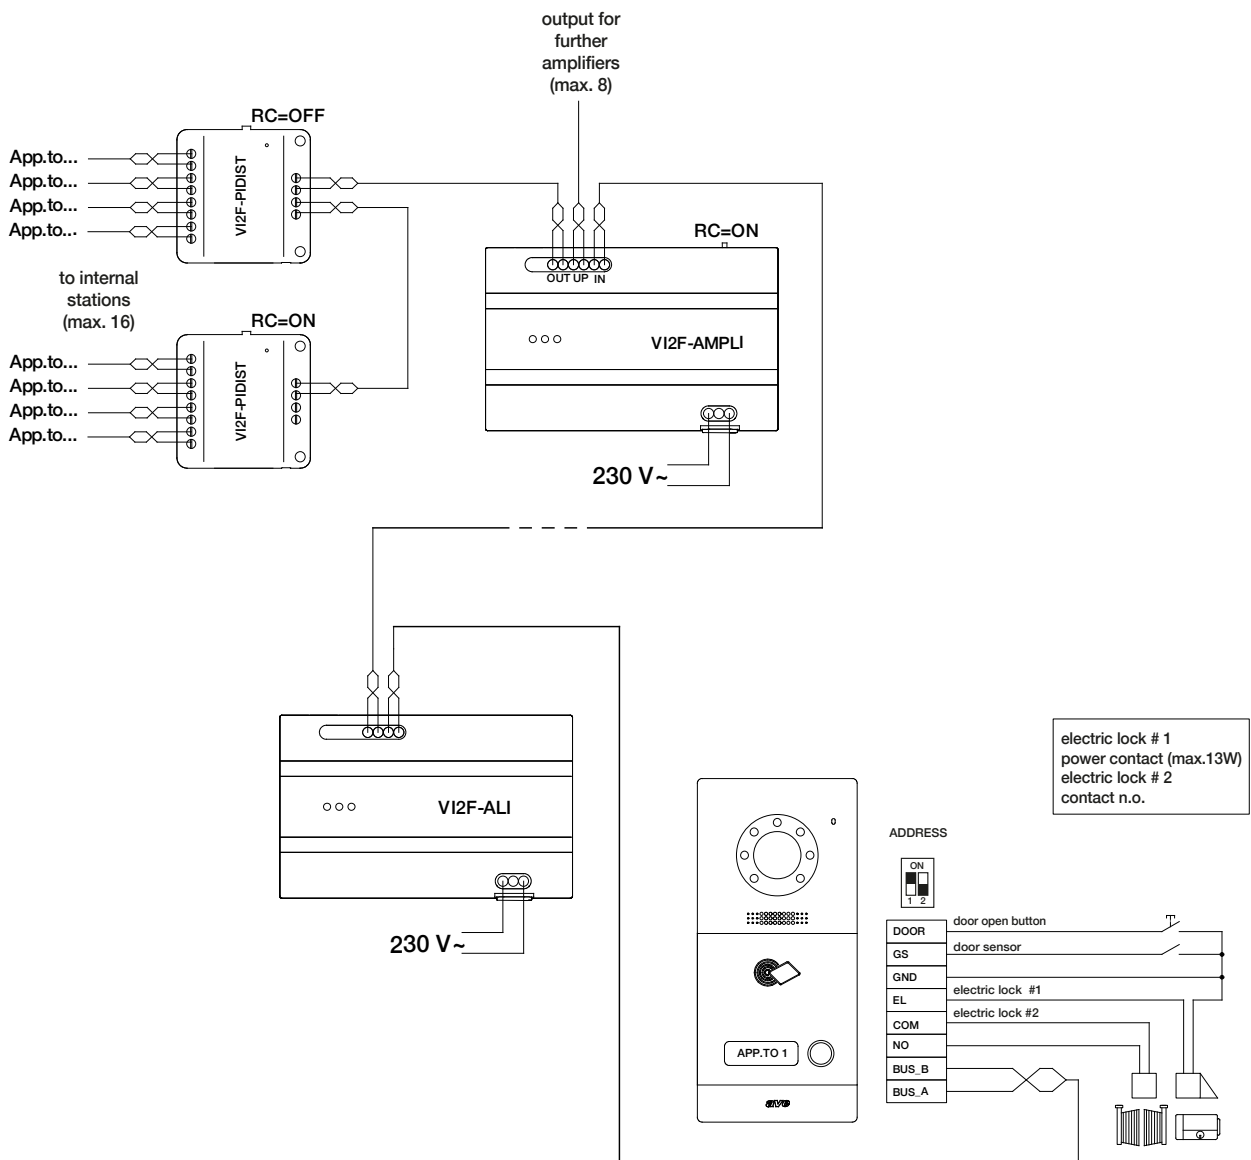 output for
further
amplifiers
(max. 8)
RC=OFF
App.to...
App.to...
App.to...
App.to...
VI2F-PIDIST
RC=ON
OUT UP IN
to internal
stations
(max. 16)
RC=ON
VI2F-AMPLI
App.to...
App.to...
App.to...
App.to...
VI2F-PIDIST
230 V~
electric lock # 1
power contact (max.13W)
electric lock # 2
contact n.o.
VI2F-ALI
230 V~
ADDRESS
ON
1 2
DOOR
door open button
GS
door sensor
GND
EL
electric lock #1
COM
electric lock #2
NO
BUS_B
BUS_A
APP.TO 1
ave